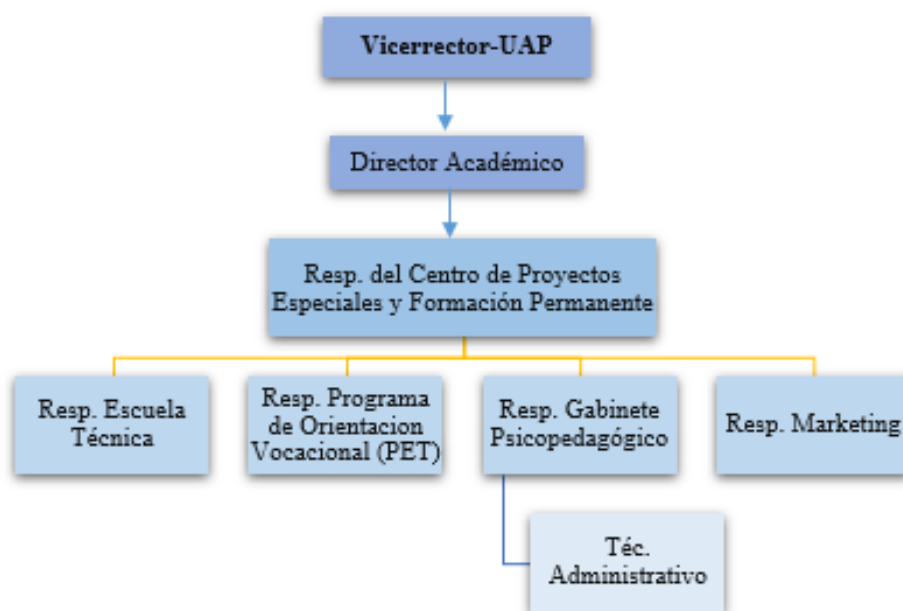 Vicerrector-UAP
Director Académico
Resp. del Centro de Proyectos
Especiales y Formación Permanente
Resp. Escuela
Técnica
Resp. Programa
de Orientacion
Vocacional (PET)
Resp. Gabinete
Psicopedagógico
Resp. Marketing
Téc.
Administrativo